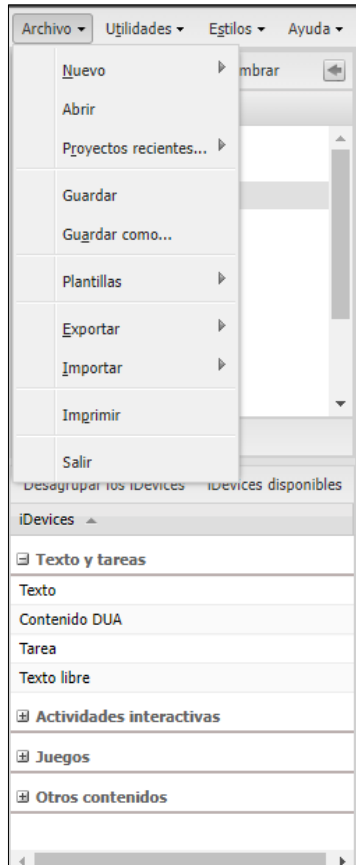 Archivo Utilidades Estilos Ayuda
Nuevo
mbrar
Abrir
Proyectos recientes...
Guardar
Guardar como...
Plantillas
Exportar
Importar
Imprimir
Salir
Desagrupar los iDevices iDevices disponibles
iDevices
Texto y tareas
Texto
Contenido DUA
Tarea
Texto libre
Actividades interactivas
Juegos
Otros contenidos